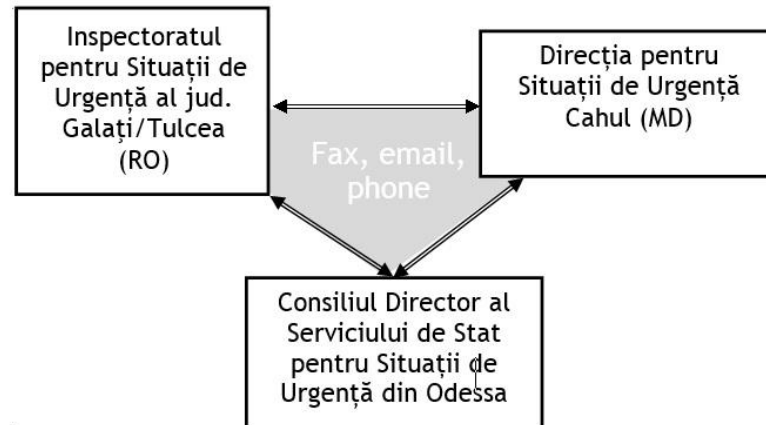 Inspectoratul
pentru Situații de
Urgență al jud.
Galaţi/Tulcea
(RO)
Direcția pentru
Situații de Urgență
Cahul (MD)
Fax, email,
phone
Consiliul Director al
Serviciului de Stat
pentru Situații de
Urgență din Odessa